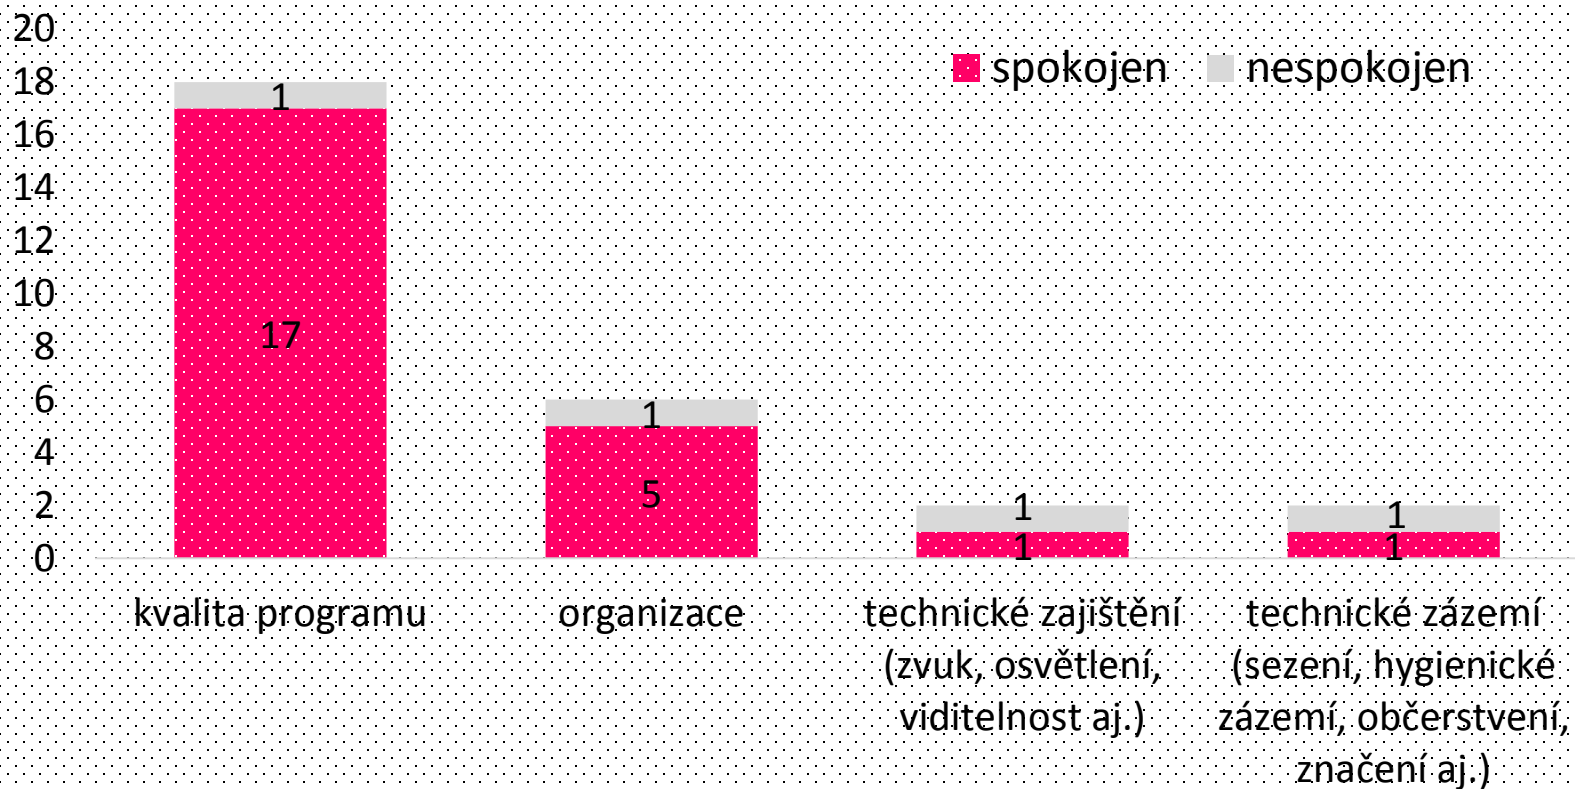 20
18
16
14
12
10
8
6
4
2
0
spokojen nespokojen
1
17
1
5
1
1
1
1
kvalita programu
organizace
technické zajištění
(zvuk, osvětlení,
viditelnost aj.)
technické zázemí
(sezení, hygienické
zázemí, občerstvení,
značení aj.)